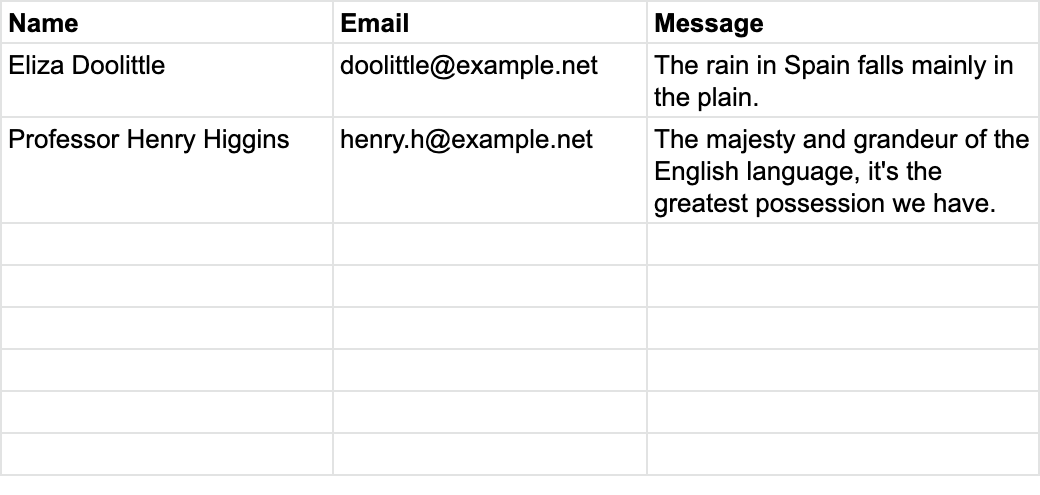 Name Email Message
Eliza Doolittle doolittle@example.net The rain in Spain falls mainly in
the plain.
Professor Henry Higgins henry.h@example.net The majesty and grandeur of the
English language, it's the
greatest possession we have.